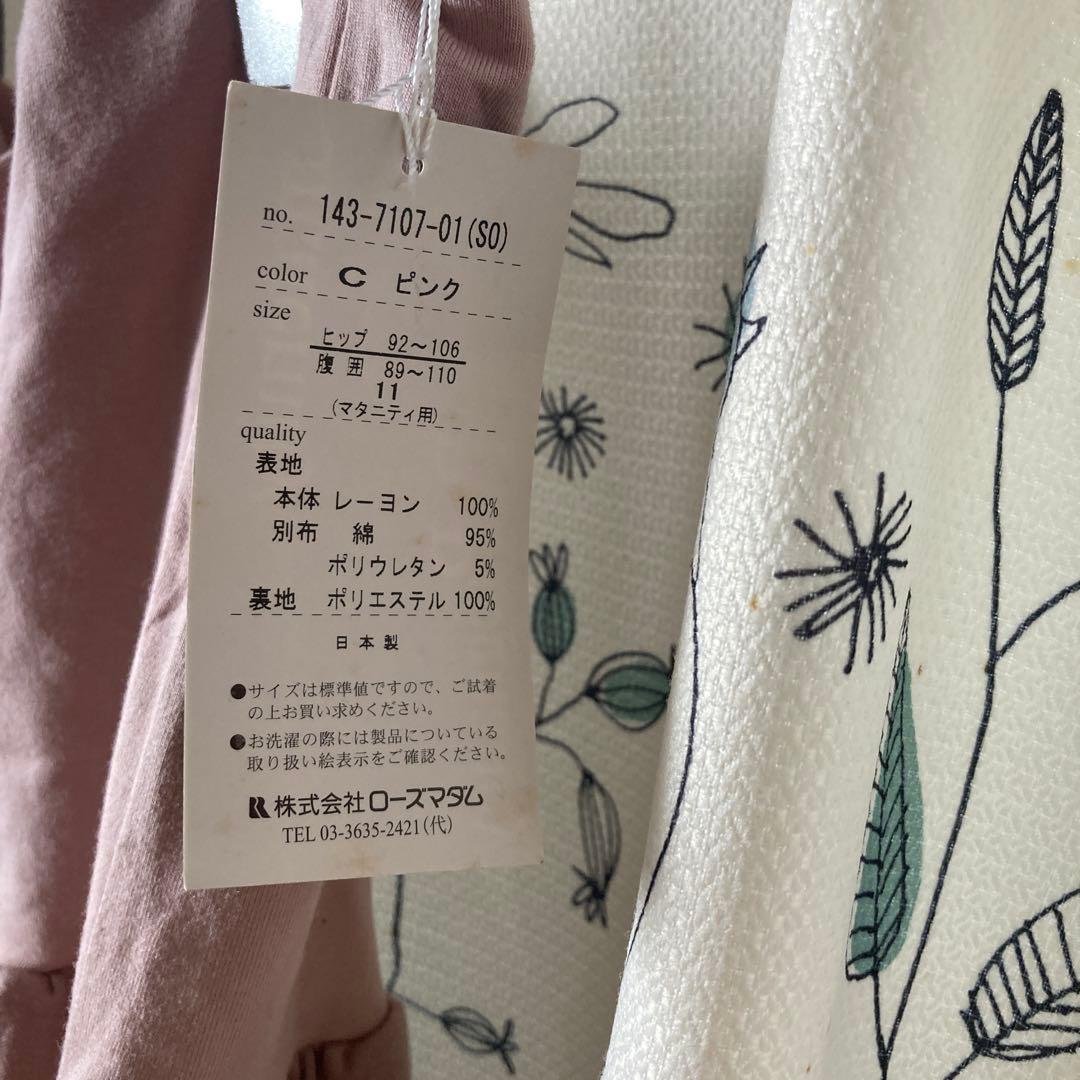 no. 143-7107-01(SO)
color C ピンク
size
ヒップ 92～106
腹囲 89～110
11
(マタニティ用)
quality
表地
本体 レーヨン 100%
別布 綿 95%
ポリウレタン 5%
裏地 ポリエステル 100%
日本製
●サイズは標準値ですので、ご試着
の上お買い求めください。
●お洗濯の際には製品についている
取り扱い絵表示をご確認ください。
株式会社ローズマダム
TEL 03-3635-2421(代)